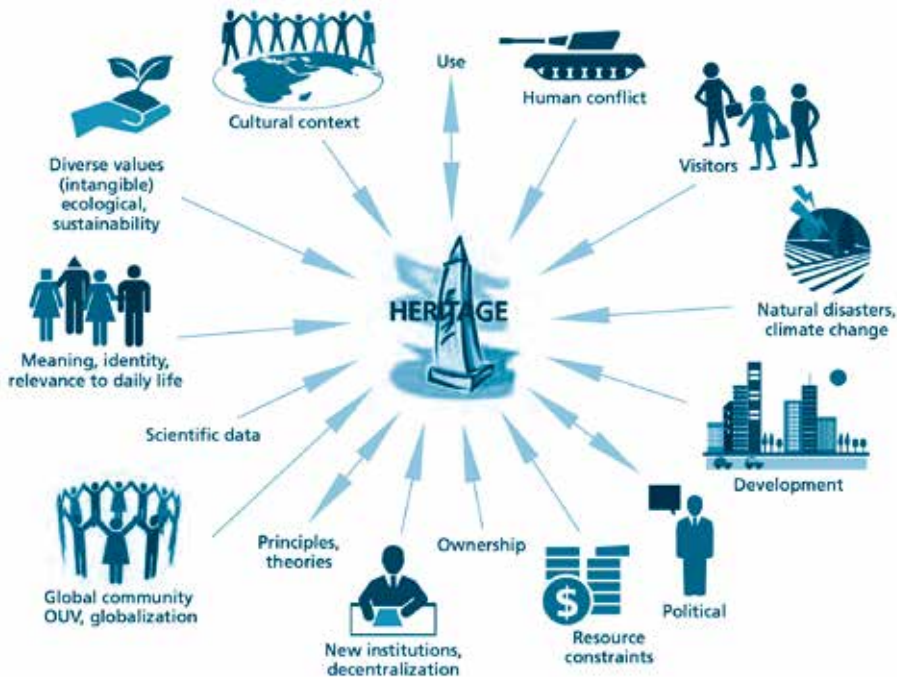 Use
Human conflict
Cultural context
Visitors
Diverse values
(intangible)
ecological,
sustainability
HERITAGE
Natural disasters,
climate change
Meaning, identity,
relevance to daily life
Scientific data
Development
Principles,
theories
Ownership
Global community
OUV, globalization
Political
$
New institutions,
decentralization
Resource
constraints